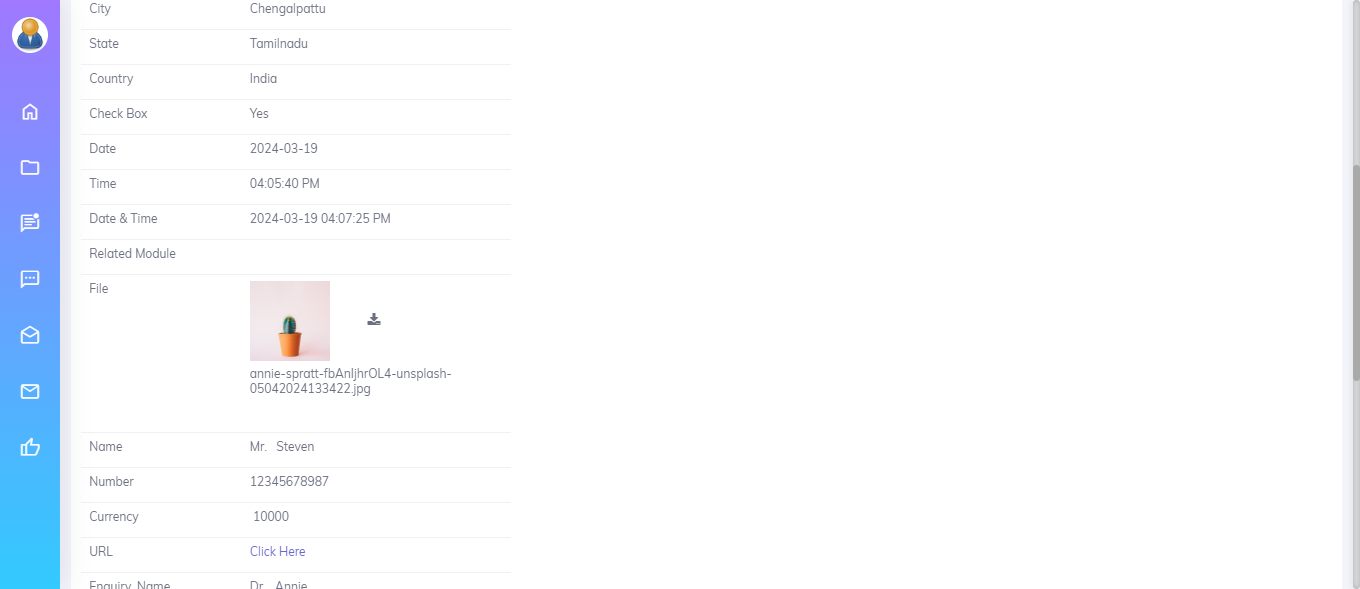 City Chengalpattu
State Tamilnadu
Country India
Check Box Yes
Date 2024-03-19
Time 04:05:40 PM
Date & Time 2024-03-19 04:07:25 PM
Related Module
File
annie-spratt-fbAnIjhrOL4-unsplash-
05042024133422.jpg
Name Mr. Steven
Number 12345678987
Currency 10000
URL Click Here
Enquiry Name Dr. Annie